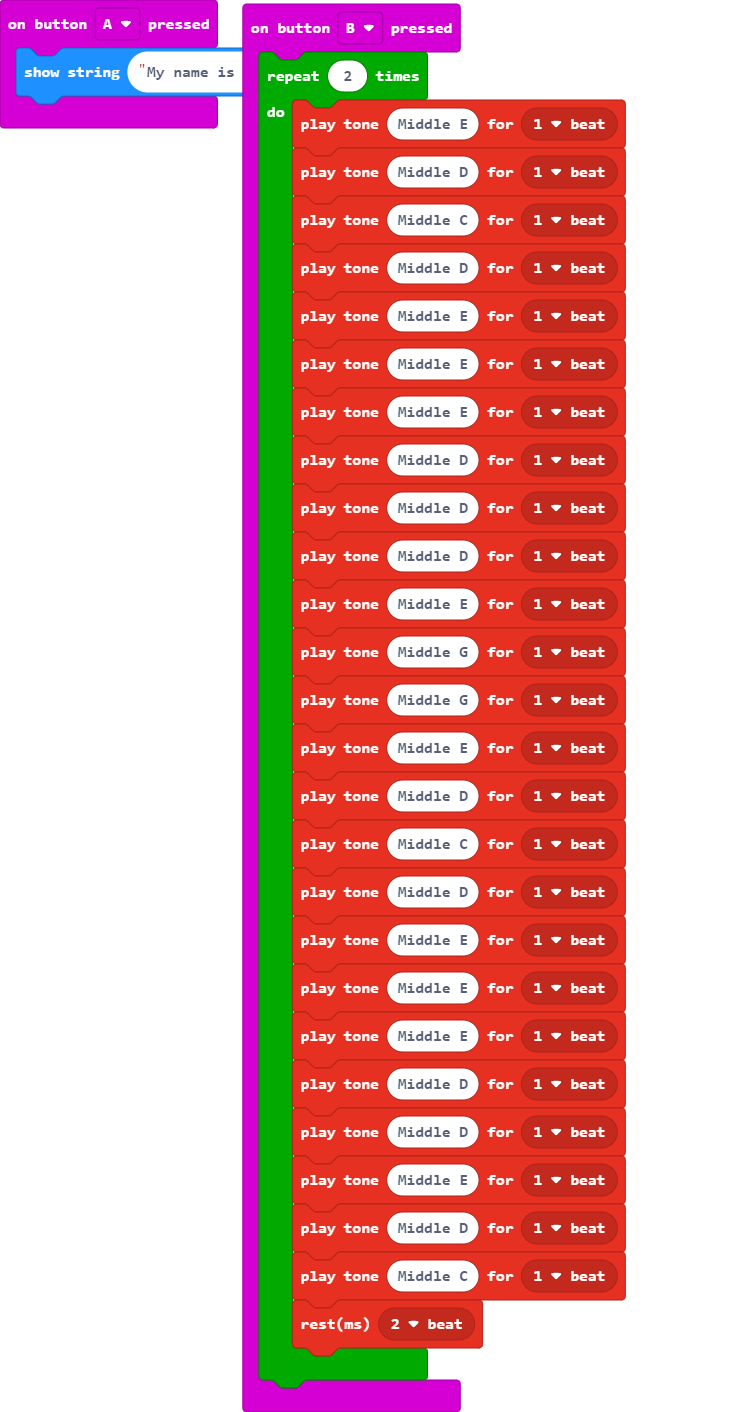 on button A pressed
show string "My name is
on button B pressed
repeat 2 times
do
play tone Middle E for 1 beat
play tone Middle D for 1 beat
play tone Middle C for 1 beat
play tone Middle D for 1 beat
play tone Middle E for 1 beat
play tone Middle E for 1 beat
play tone Middle E for 1 beat
play tone Middle D for 1 beat
play tone Middle D for 1 beat
play tone Middle D for 1 beat
play tone Middle E for 1 beat
play tone Middle G for 1 beat
play tone Middle G for 1 beat
play tone Middle E for 1 beat
play tone Middle D for 1 beat
play tone Middle C for 1 beat
play tone Middle D for 1 beat
play tone Middle E for 1 beat
play tone Middle E for 1 beat
play tone Middle E for 1 beat
play tone Middle D for 1 beat
play tone Middle D for 1 beat
play tone Middle E for 1 beat
play tone Middle D for 1 beat
play tone Middle C for 1 beat
rest(ms) 2 beat